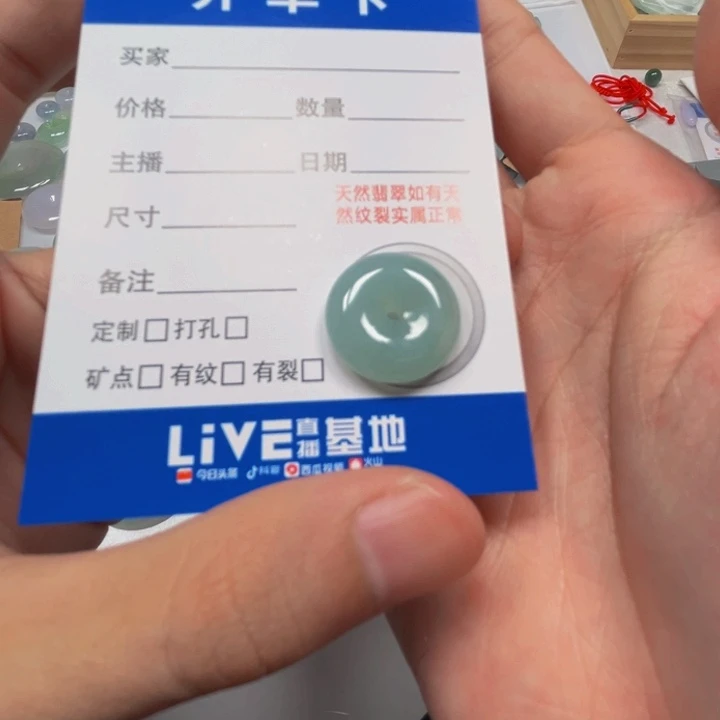 买家
价格 数量
主播 日期
天然翡翠如有天
然纹裂实属正常
尺寸
备注
定制□打孔□
矿点□有纹□有裂□
LiVE直播基地
今日头条 抖音 西瓜视频 火山